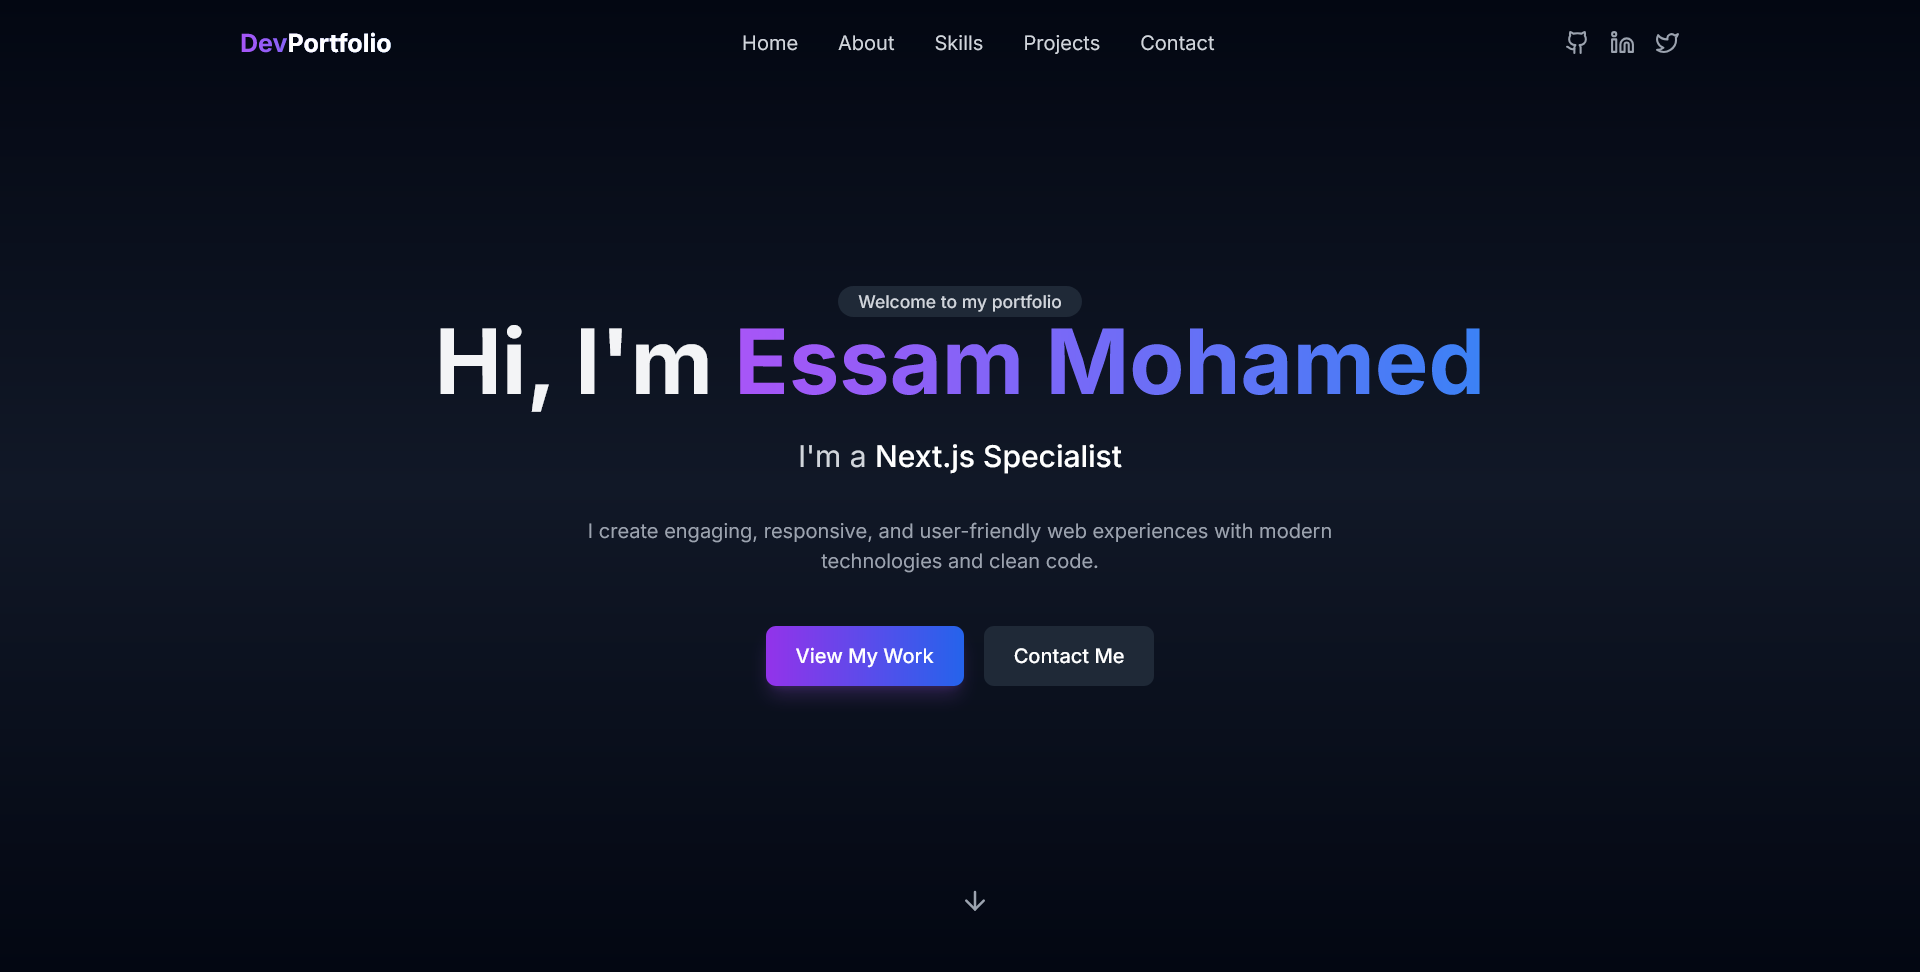 DevPortfolio
Home About Skills Projects Contact
Welcome to my portfolio
Hi, I'm Essam Mohamed
I'm a Next.js Specialist
I create engaging, responsive, and user-friendly web experiences with modern
technologies and clean code.
View My Work Contact Me